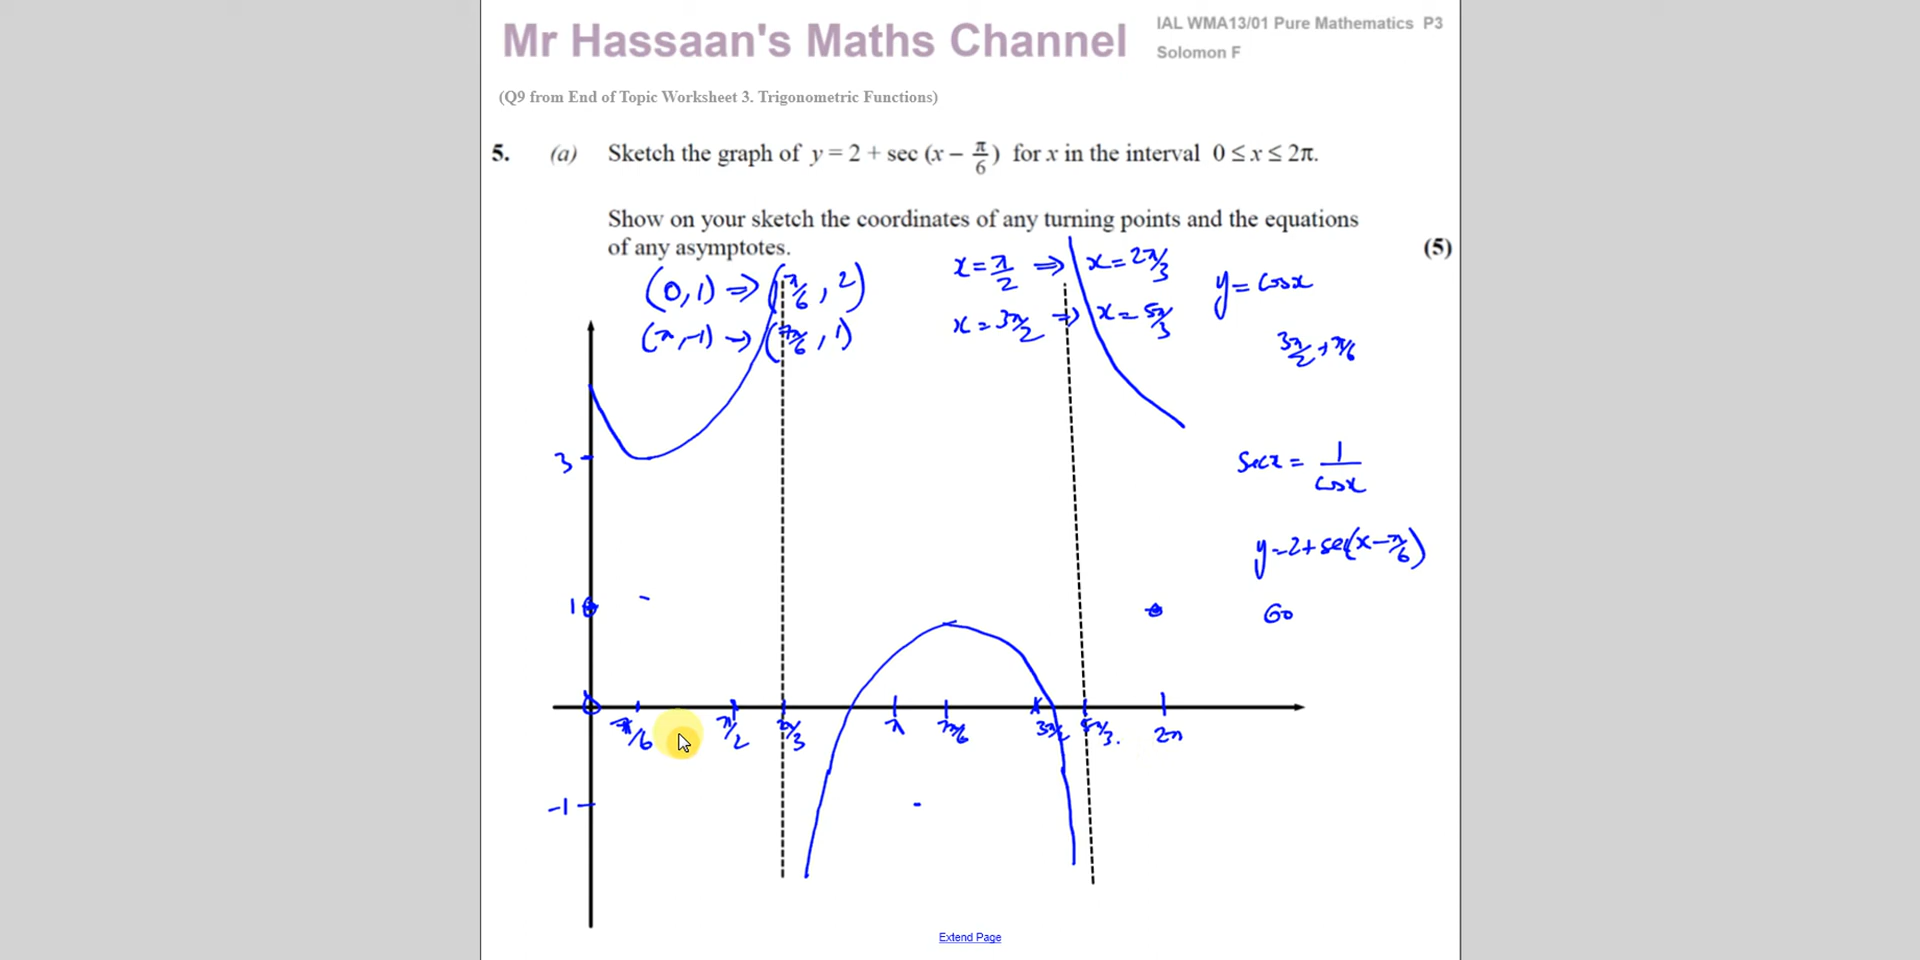 Mr Hassaan's Maths Channel
IAL WMA13/01 Pure Mathematics P3
Solomon F
(Q9 from End of Topic Worksheet 3. Trigonometric Functions)
5. (a) Sketch the graph of y = 2 + sec (x − π/6) for x in the interval 0 ≤ x ≤ 2π.
Show on your sketch the coordinates of any turning points and the equations
of any asymptotes. (5)
(0,1) ⇒ (π/6, 2)
(π,-1) → (7π/6, 1)
x = π/2 ⇒ x = 2π/3
x = 3π/2 ⇒ x = 5π/3
y = cosx
3π/2 + π/6
3
secx = 1/cosx
y = 2 + sec(x − π/6)
1
60
π/6 π/2 2π/3 π 7π/6 3π/2 5π/3. 2π
-1
Extend Page